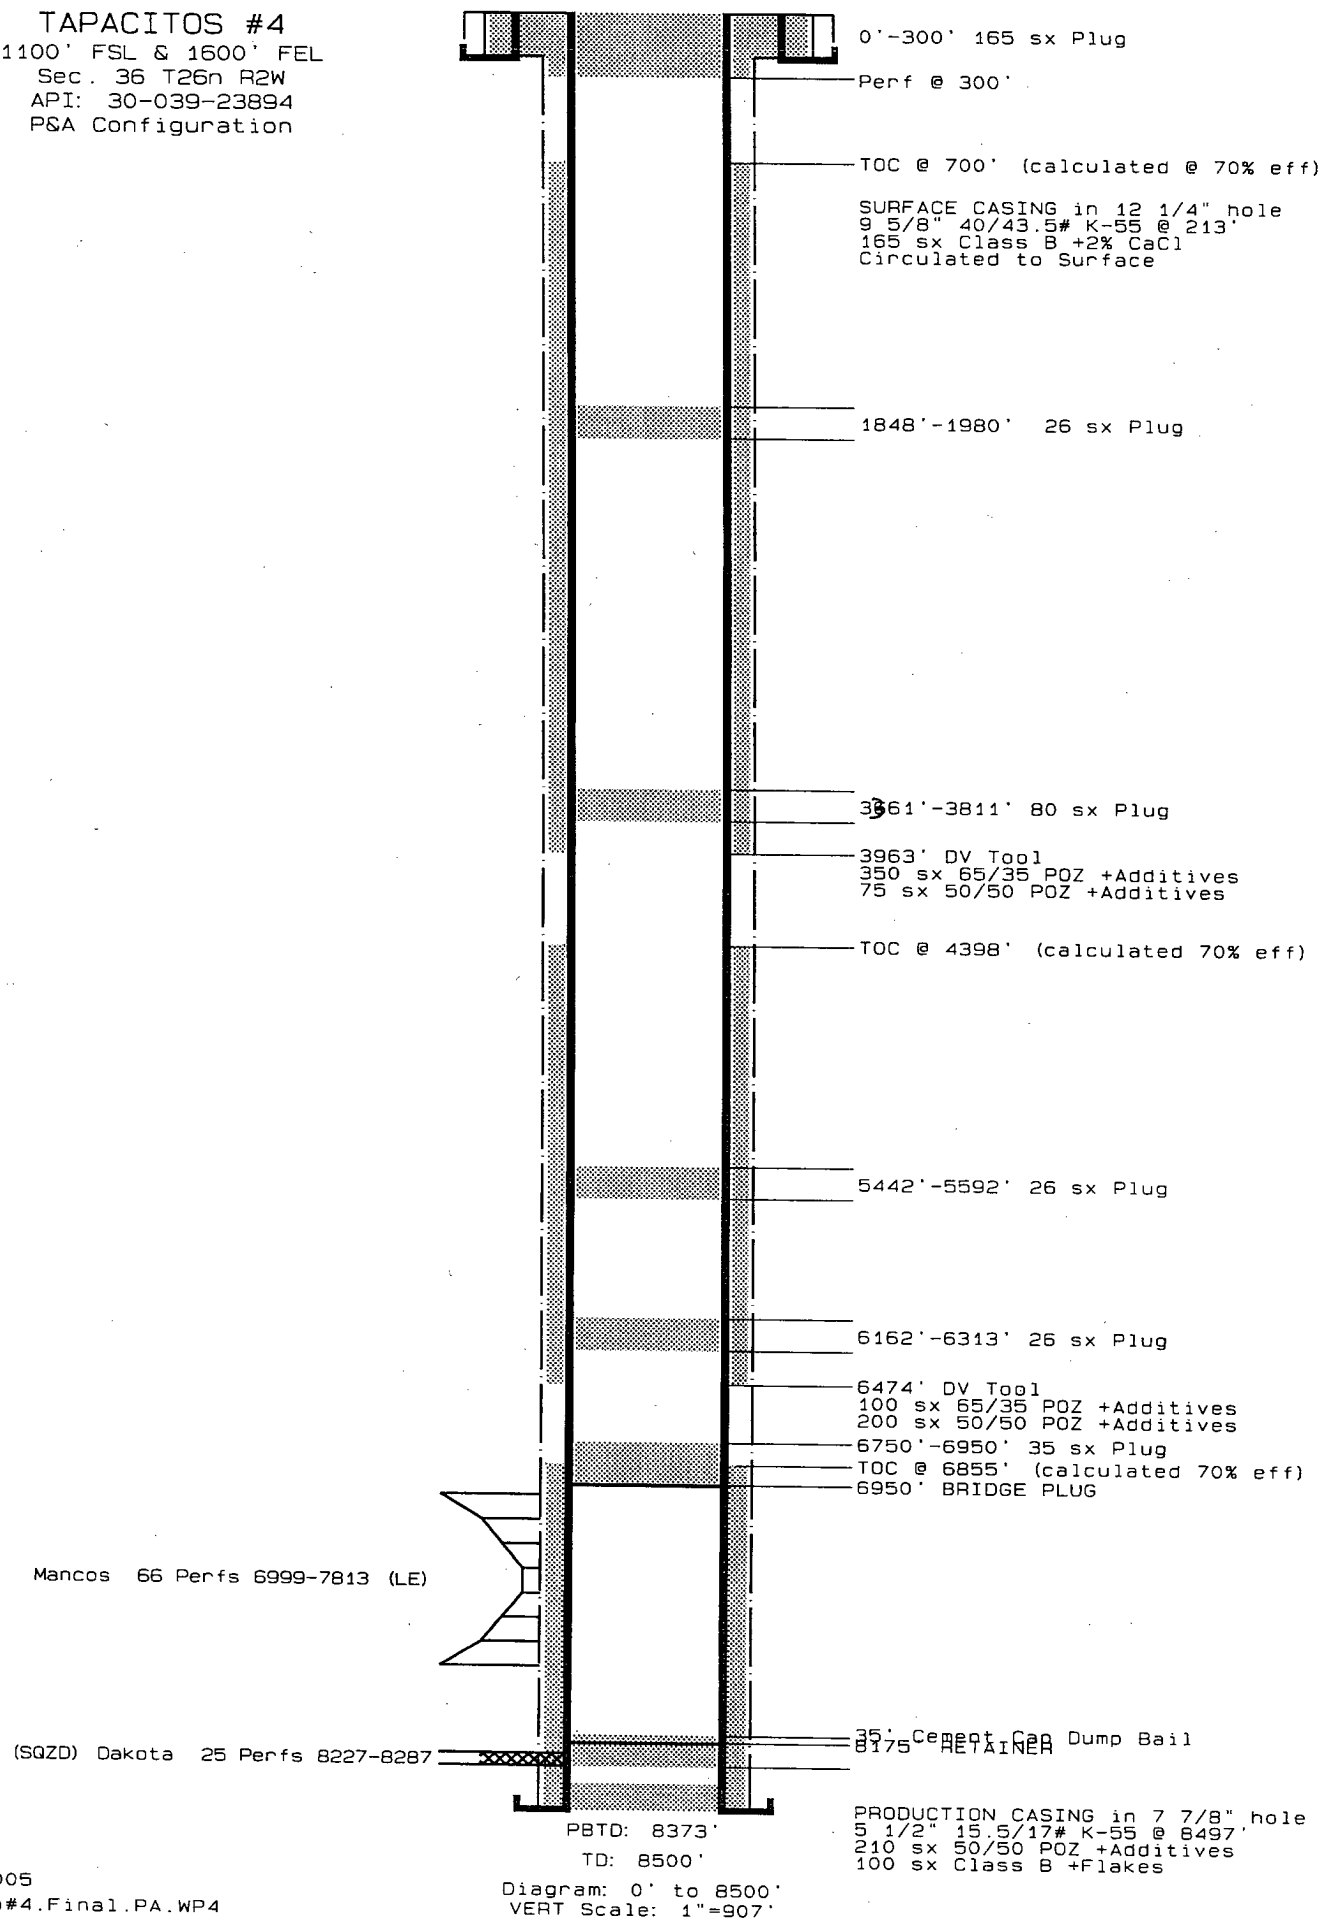 TAPACITOS #4
1100' FSL & 1600' FEL
Sec. 36 T26n R2W
API: 30-039-23894
P&A Configuration
0'-300' 165 sx Plug
Perf @ 300'
TOC @ 700' (calculated @ 70% eff)
SURFACE CASING in 12 1/4" hole
9 5/8" 40/43.5# K-55 @ 213'
165 sx Class B +2% CaCl
Circulated to Surface
1848'-1980' 26 sx Plug
3361'-3811' 80 sx Plug
3963' DV Tool
350 sx 65/35 POZ +Additives
75 sx 50/50 POZ +Additives
TOC @ 4398' (calculated 70% eff)
5442'-5592' 26 sx Plug
6162'-6313' 26 sx Plug
6474' DV Tool
100 sx 65/35 POZ +Additives
200 sx 50/50 POZ +Additives
6750'-6950' 35 sx Plug
TOC @ 6855' (calculated 70% eff)
6950' BRIDGE PLUG
Mancos 66 Perfs 6999-7813 (LE)
35' Cement Cap Dump Bail
8175' RETAINER
(SQZD) Dakota 25 Perfs 8227-8287
PRODUCTION CASING in 7 7/8" hole
5 1/2" 15.5/17# K-55 @ 8497'
210 sx 50/50 POZ +Additives
100 sx Class B +Flakes
PBTD: 8373'
TD: 8500'
Diagram: 0' to 8500'
VERT Scale: 1"=907'
005
#4.Final.PA.WP4